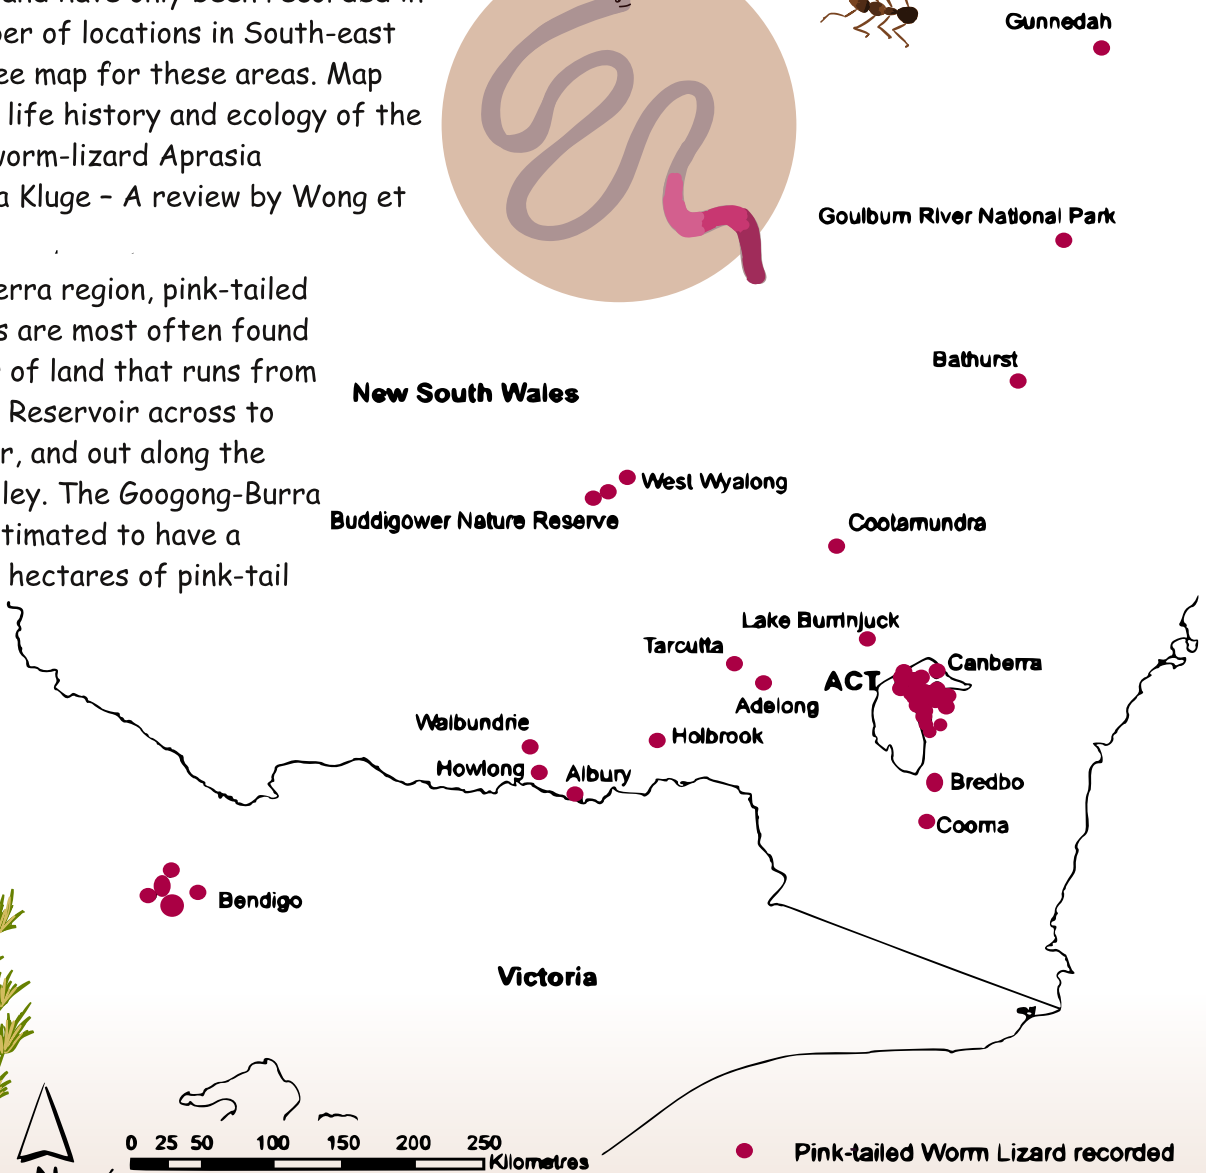 ber of locations in South-east
ee map for these areas. Map
life history and ecology of the
worm-lizard Aprasia
a Kluge – A review by Wong et
erra region, pink-tailed
s are most often found
of land that runs from
Reservoir across to
r, and out along the
ley. The Googong-Burra
timated to have a
hectares of pink-tail
Gunnedah
Goulburn River National Park
Bathurst
New South Wales
West Wyalong
Buddigower Nature Reserve
Cootamundra
Lake Burrinjuck
Tarcutta
Canberra
ACT
Adelong
Walbundrie
Holbrook
Howlong
Albury
Bredbo
Cooma
Bendigo
Victoria
0 25 50 100 150 200 250
Kilometres
Pink-tailed Worm Lizard recorded